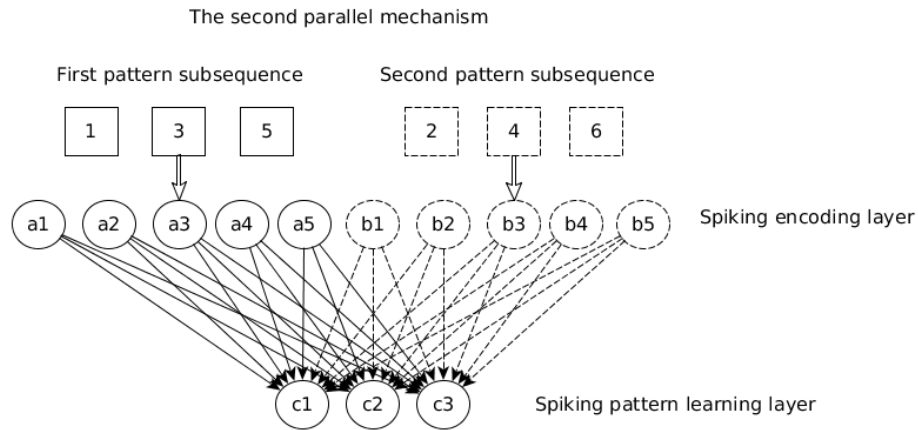 The second parallel mechanism
First pattern subsequence
Second pattern subsequence
1 3 5 2 4 6
a1 a2 a3 a4 a5 b1 b2 b3 b4 b5 Spiking encoding layer
c1 c2 c3 Spiking pattern learning layer